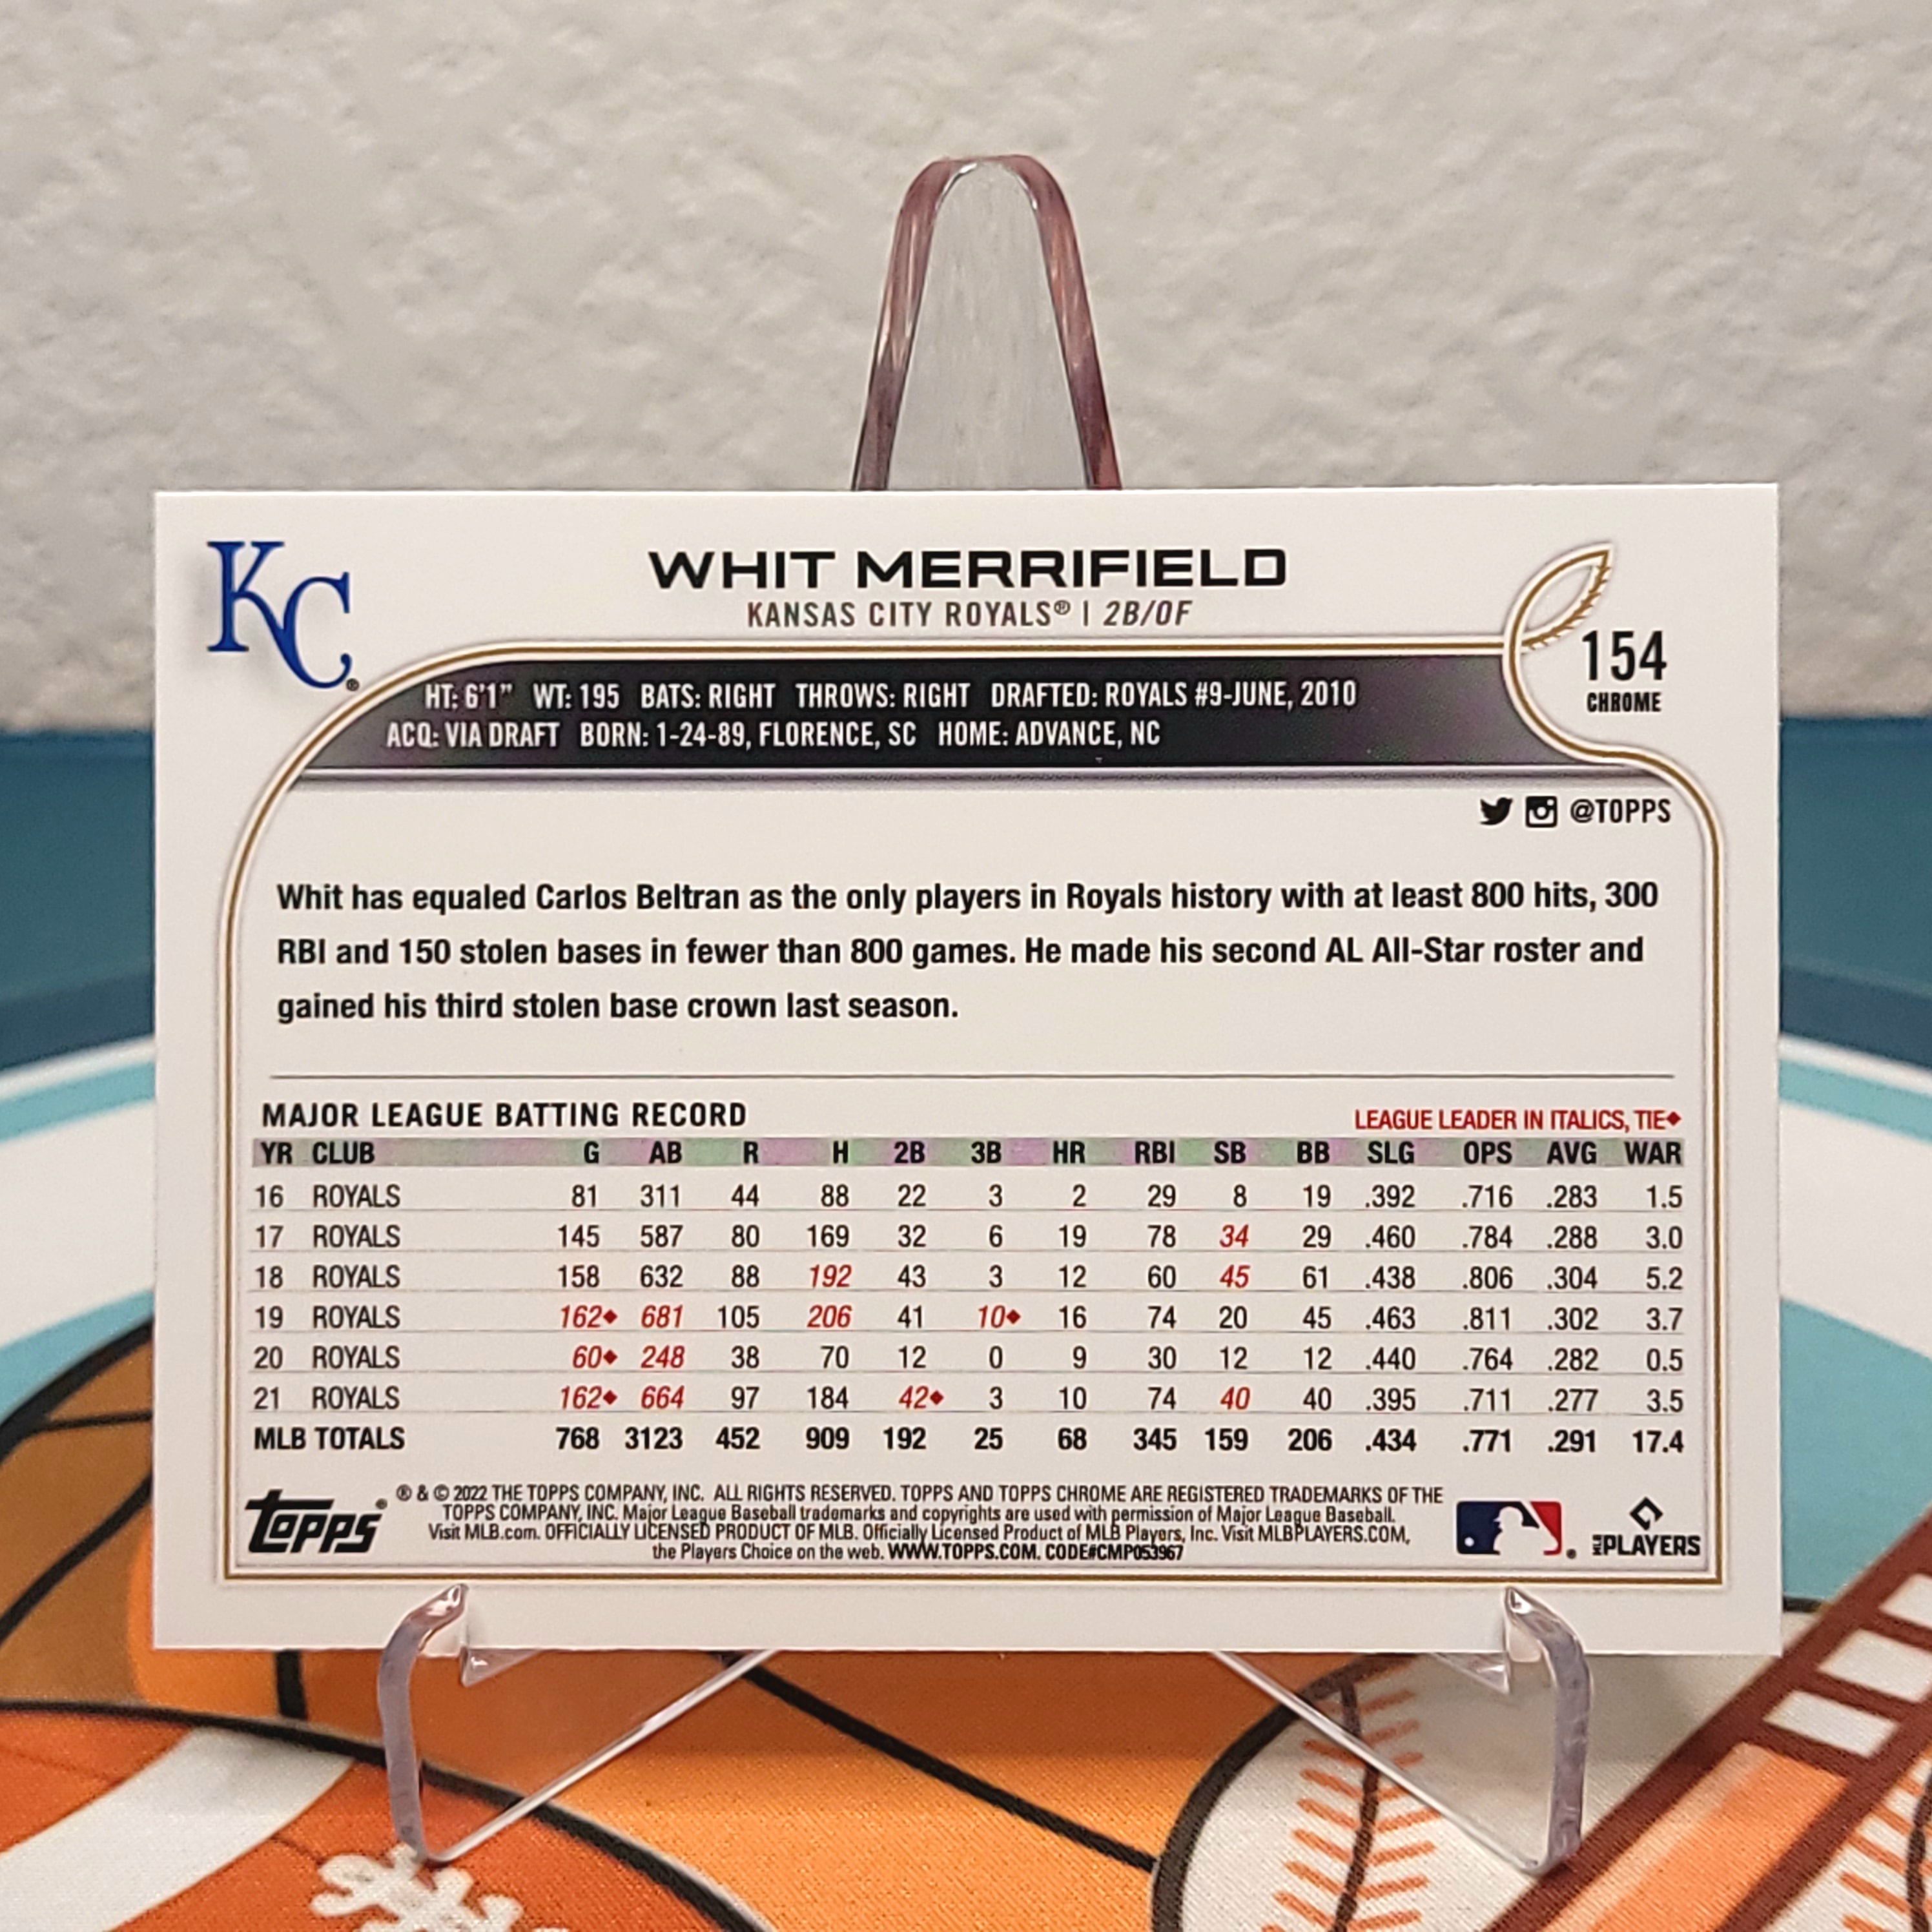 KC®
WHIT MERRIFIELD
KANSAS CITY ROYALS® | 2B/OF
154
CHROME
HT: 6'1" WT: 195 BATS: RIGHT THROWS: RIGHT DRAFTED: ROYALS #9-JUNE, 2010
ACQ: VIA DRAFT BORN: 1-24-89, FLORENCE, SC HOME: ADVANCE, NC
@TOPPS
Whit has equaled Carlos Beltran as the only players in Royals history with at least 800 hits, 300
RBI and 150 stolen bases in fewer than 800 games. He made his second AL All-Star roster and
gained his third stolen base crown last season.
MAJOR LEAGUE BATTING RECORD LEAGUE LEADER IN ITALICS, TIE◆
YR CLUB G AB R H 2B 3B HR RBI SB BB SLG OPS AVG WAR
16 ROYALS 81 311 44 88 22 3 2 29 8 19 .392 .716 .283 1.5
17 ROYALS 145 587 80 169 32 6 19 78 34 29 .460 .784 .288 3.0
18 ROYALS 158 632 88 192 43 3 12 60 45 61 .438 .806 .304 5.2
19 ROYALS 162◆ 681 105 206 41 10◆ 16 74 20 45 .463 .811 .302 3.7
20 ROYALS 60◆ 248 38 70 12 0 9 30 12 12 .440 .764 .282 0.5
21 ROYALS 162◆ 664 97 184 42◆ 3 10 74 40 40 .395 .711 .277 3.5
MLB TOTALS 768 3123 452 909 192 25 68 345 159 206 .434 .771 .291 17.4
topps®
® & © 2022 THE TOPPS COMPANY, INC. ALL RIGHTS RESERVED. TOPPS AND TOPPS CHROME ARE REGISTERED TRADEMARKS OF THE
TOPPS COMPANY, INC. Major League Baseball trademarks and copyrights are used with permission of Major League Baseball.
Visit MLB.com. OFFICIALLY LICENSED PRODUCT OF MLB. Officially Licensed Product of MLB Players, Inc. Visit MLBPLAYERS.COM,
the Players Choice on the web. WWW.TOPPS.COM. CODE#CMP053967
MLB PLAYERS